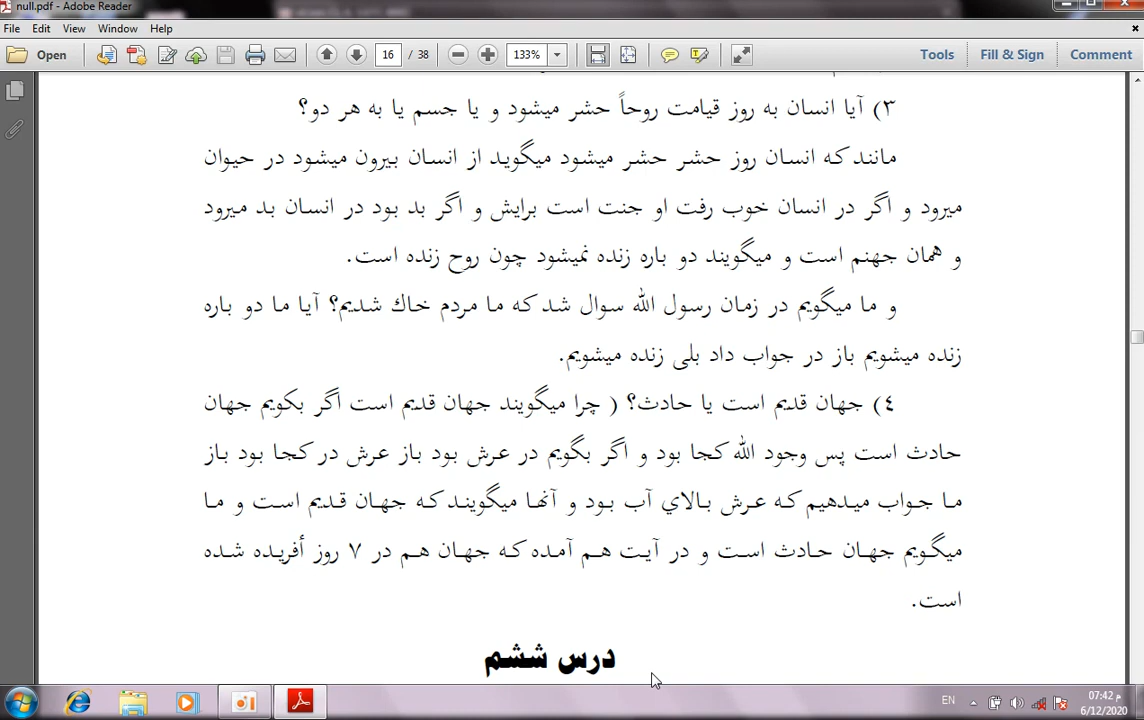 null.pdf - Adobe Reader
File Edit View Window Help
Open 16 / 38 133% Tools Fill & Sign Comment
۳) آیا انسان به روز قیامت روحاً حشر میشود و یا جسم یا به هر دو؟
مانند که انسان روز حشر حشر میشود میگوید از انسان بیرون میشود در حیوان
میرود و اگر در انسان خوب رفت او جنت است برایش و اگر بد بود در انسان بد میرود
و همان جهنم است و میگویند دو باره زنده نمیشود چون روح زنده است.
و ما میگویم در زمان رسول الله سوال شد که ما مردم خاك شدیم؟ آیا ما دو باره
زنده میشویم باز در جواب داد بلی زنده میشویم.
٤) جهان قدیم است یا حادث؟ ( چرا میگویند جهان قدیم است اگر بکویم جهان
حادث است پس وجود الله کجا بود و اگر بگویم در عرش بود باز عرش در کجا بود باز
ما جواب میدهیم که عرش بالاي آب بود و آنها میگویند که جهان قدیم است و ما
میگویم جهان حادث است و در آیت هم آمده که جهان هم در ۷ روز أفریده شده
است.
درس ششم
EN 07:42 م
6/12/2020